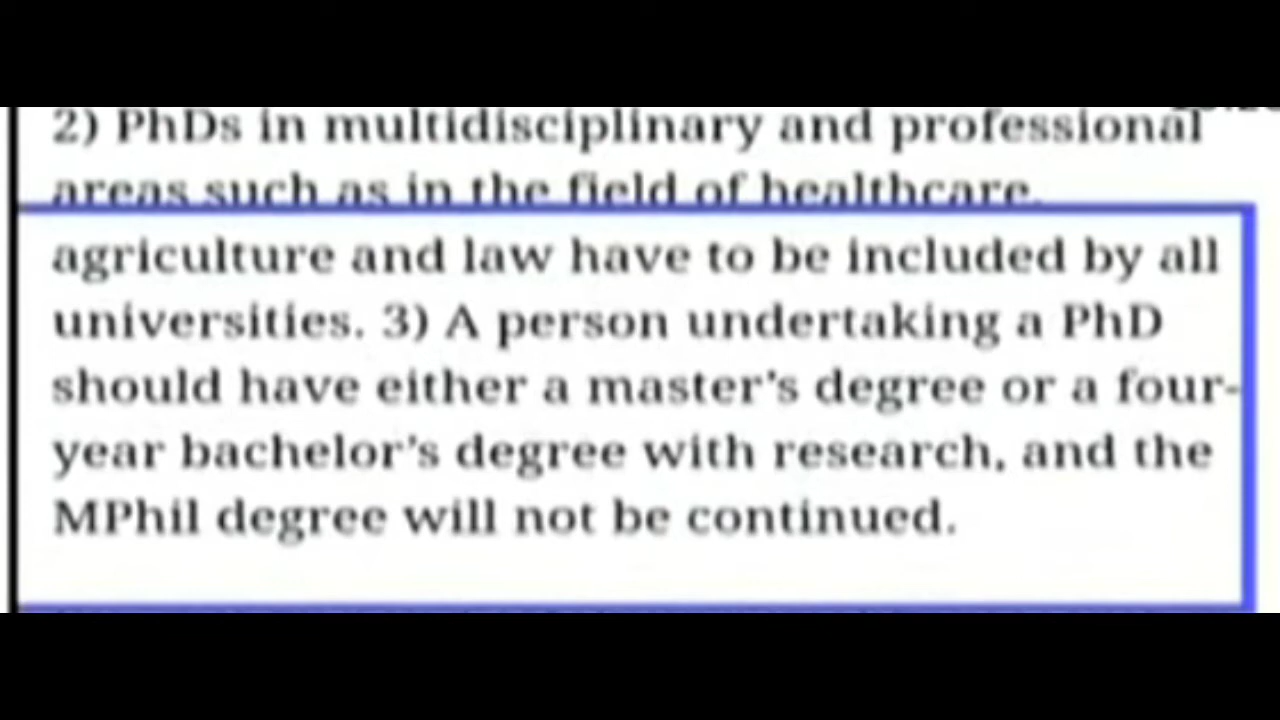 2) PhDs in multidisciplinary and professional
areas such as in the field of healthcare,
agriculture and law have to be included by all
universities. 3) A person undertaking a PhD
should have either a master's degree or a four-
year bachelor's degree with research, and the
MPhil degree will not be continued.